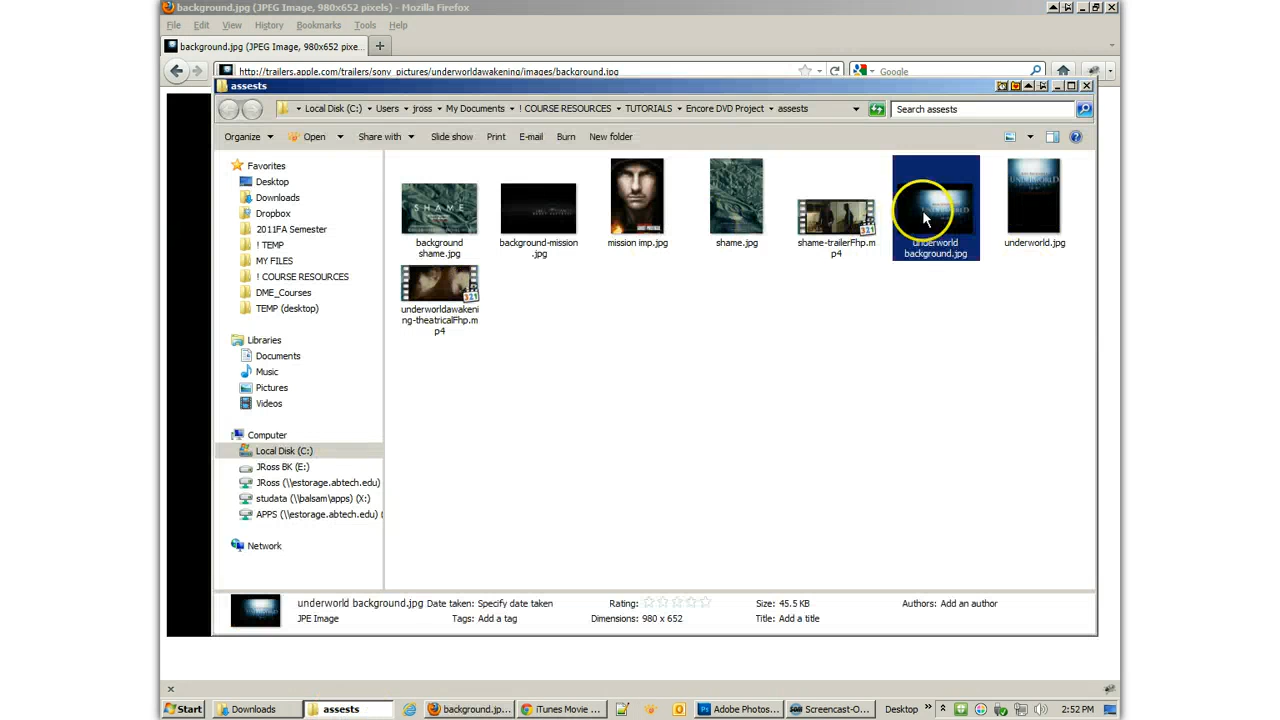 background.jpg (JPEG Image, 980x652 pixels) - Mozilla Firefox
File Edit View History Bookmarks Tools Help
background.jpg (JPEG Image, 980x652 pixe...
http://trailers.apple.com/trailers/sony_pictures/underworldawakening/images/background.jpg
Google
assests
Local Disk (C:) Users jross My Documents ! COURSE RESOURCES TUTORIALS Encore DVD Project assests
Search assests
Organize Open Share with Slide show Print E-mail Burn New folder
Favorites
Desktop
Downloads
Dropbox
2011FA Semester
! TEMP
MY FILES
! COURSE RESOURCES
DME_Courses
TEMP (desktop)
Libraries
Documents
Music
Pictures
Videos
Computer
Local Disk (C:)
JRoss BK (E:)
JRoss (\\estorage.abtech.edu)
studata (\\balsam\apps) (X:)
APPS (\\estorage.abtech.edu) (
Network
SHAME
UNDERWORLD
321
background
shame.jpg
background-mission
.jpg
mission imp.jpg
shame.jpg
shame-trailerFhp.m
p4
underworld
background.jpg
underworld.jpg
321
underworldawakeni
ng-theatricalFhp.m
p4
underworld background.jpg Date taken: Specify date taken Rating: Size: 45.5 KB Authors: Add an author
JPE Image Tags: Add a tag Dimensions: 980 x 652 Title: Add a title
Start Downloads assests background.jp... iTunes Movie ... Adobe Photos... Screencast-O... Desktop 2:52 PM